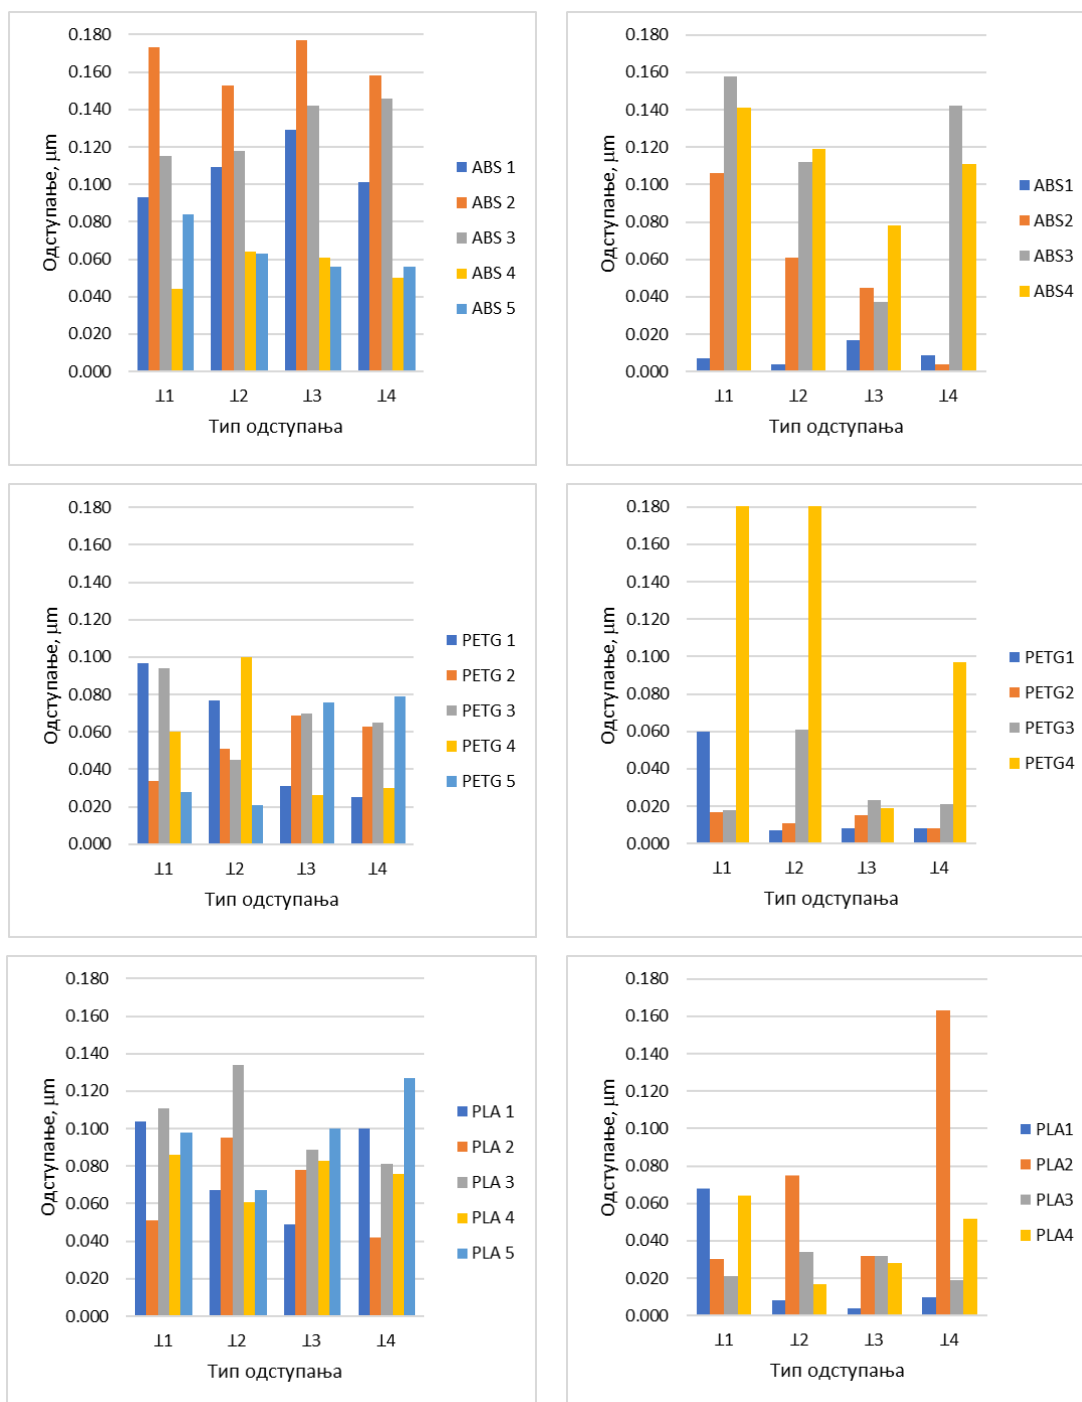 0.180
0.160
0.140
0.120
0.100
0.080
0.060
0.040
0.020
0.000
Одступање, µm
⊥1 ⊥2 ⊥3 ⊥4
Тип одступања
ABS 1
ABS 2
ABS 3
ABS 4
ABS 5
0.180
0.160
0.140
0.120
0.100
0.080
0.060
0.040
0.020
0.000
Одступање, µm
⊥1 ⊥2 ⊥3 ⊥4
Тип одступања
ABS1
ABS2
ABS3
ABS4
0.180
0.160
0.140
0.120
0.100
0.080
0.060
0.040
0.020
0.000
Одступање, µm
⊥1 ⊥2 ⊥3 ⊥4
Тип одступања
PETG 1
PETG 2
PETG 3
PETG 4
PETG 5
0.180
0.160
0.140
0.120
0.100
0.080
0.060
0.040
0.020
0.000
Одступање, µm
⊥1 ⊥2 ⊥3 ⊥4
Тип одступања
PETG1
PETG2
PETG3
PETG4
0.180
0.160
0.140
0.120
0.100
0.080
0.060
0.040
0.020
0.000
Одступање, µm
⊥1 ⊥2 ⊥3 ⊥4
Тип одступања
PLA 1
PLA 2
PLA 3
PLA 4
PLA 5
0.180
0.160
0.140
0.120
0.100
0.080
0.060
0.040
0.020
0.000
Одступање, µm
⊥1 ⊥2 ⊥3 ⊥4
Тип одступања
PLA1
PLA2
PLA3
PLA4